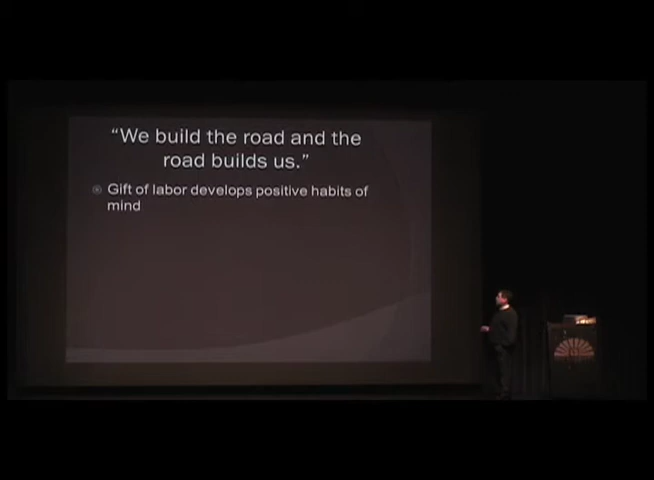 “We build the road and the
road builds us.”
Gift of labor develops positive habits of
mind